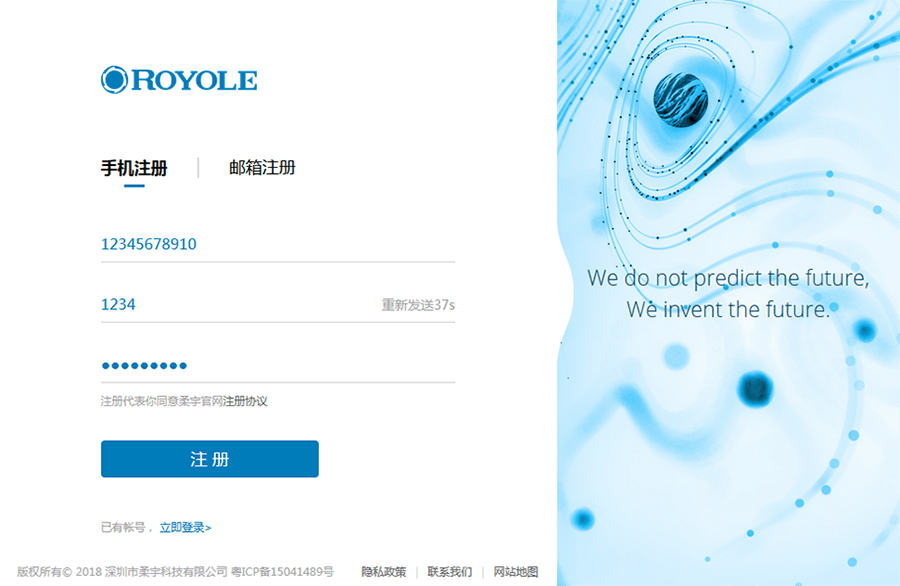 ROYOLE
手机注册 | 邮箱注册
12345678910
1234 重新发送37s
●●●●●●●●●
注册代表你同意柔宇官网注册协议
注 册
已有帐号， 立即登录>
版权所有© 2018 深圳市柔宇科技有限公司 粤ICP备15041489号 隐私政策 | 联系我们 | 网站地图
We do not predict the future,
We invent the future.